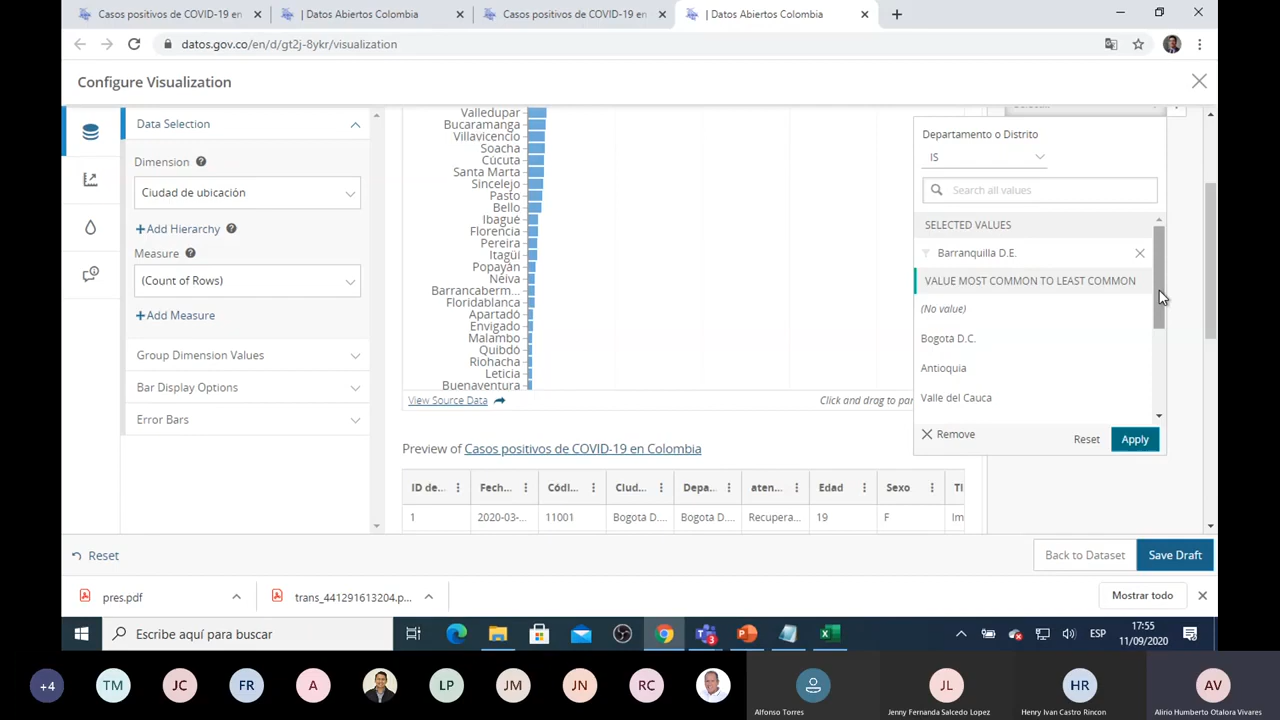 Casos positivos de COVID-19 en
| Datos Abiertos Colombia
Casos positivos de COVID-19 en
| Datos Abiertos Colombia
datos.gov.co/en/d/gt2j-8ykr/visualization
Configure Visualization
Data Selection
Dimension
Ciudad de ubicación
Add Hierarchy
Measure
(Count of Rows)
Add Measure
Group Dimension Values
Bar Display Options
Error Bars
Valledupar
Bucaramanga
Villavicencio
Soacha
Cúcuta
Santa Marta
Sincelejo
Pasto
Bello
Ibagué
Florencia
Pereira
Itagüí
Popayán
Neiva
Barrancaberm...
Floridablanca
Apartadó
Envigado
Malambo
Quibdó
Riohacha
Leticia
Buenaventura
View Source Data
Click and drag to pa
Departamento o Distrito
IS
Search all values
SELECTED VALUES
Barranquilla D.E.
VALUE MOST COMMON TO LEAST COMMON
(No value)
Bogotá D.C.
Antioquia
Valle del Cauca
Remove
Reset
Apply
Preview of Casos positivos de COVID-19 en Colombia
ID de... Fech... Códi... Ciud... Depa... aten... Edad Sexo
1 2020-03-... 11001 Bogotá D.... Bogotá D.... Recupera... 19 F Im
Reset
Back to Dataset
Save Draft
pres.pdf
trans_441291613204.p...
Mostrar todo
Escribe aquí para buscar
3
ESP
17:55
11/09/2020
+4
TM
JC
FR
A
LP
JM
JN
RC
JL
HR
AV
Alfonso Torres
Jenny Fernanda Salcedo Lopez
Henry Ivan Castro Rincon
Alirio Humberto Otalora Vivares